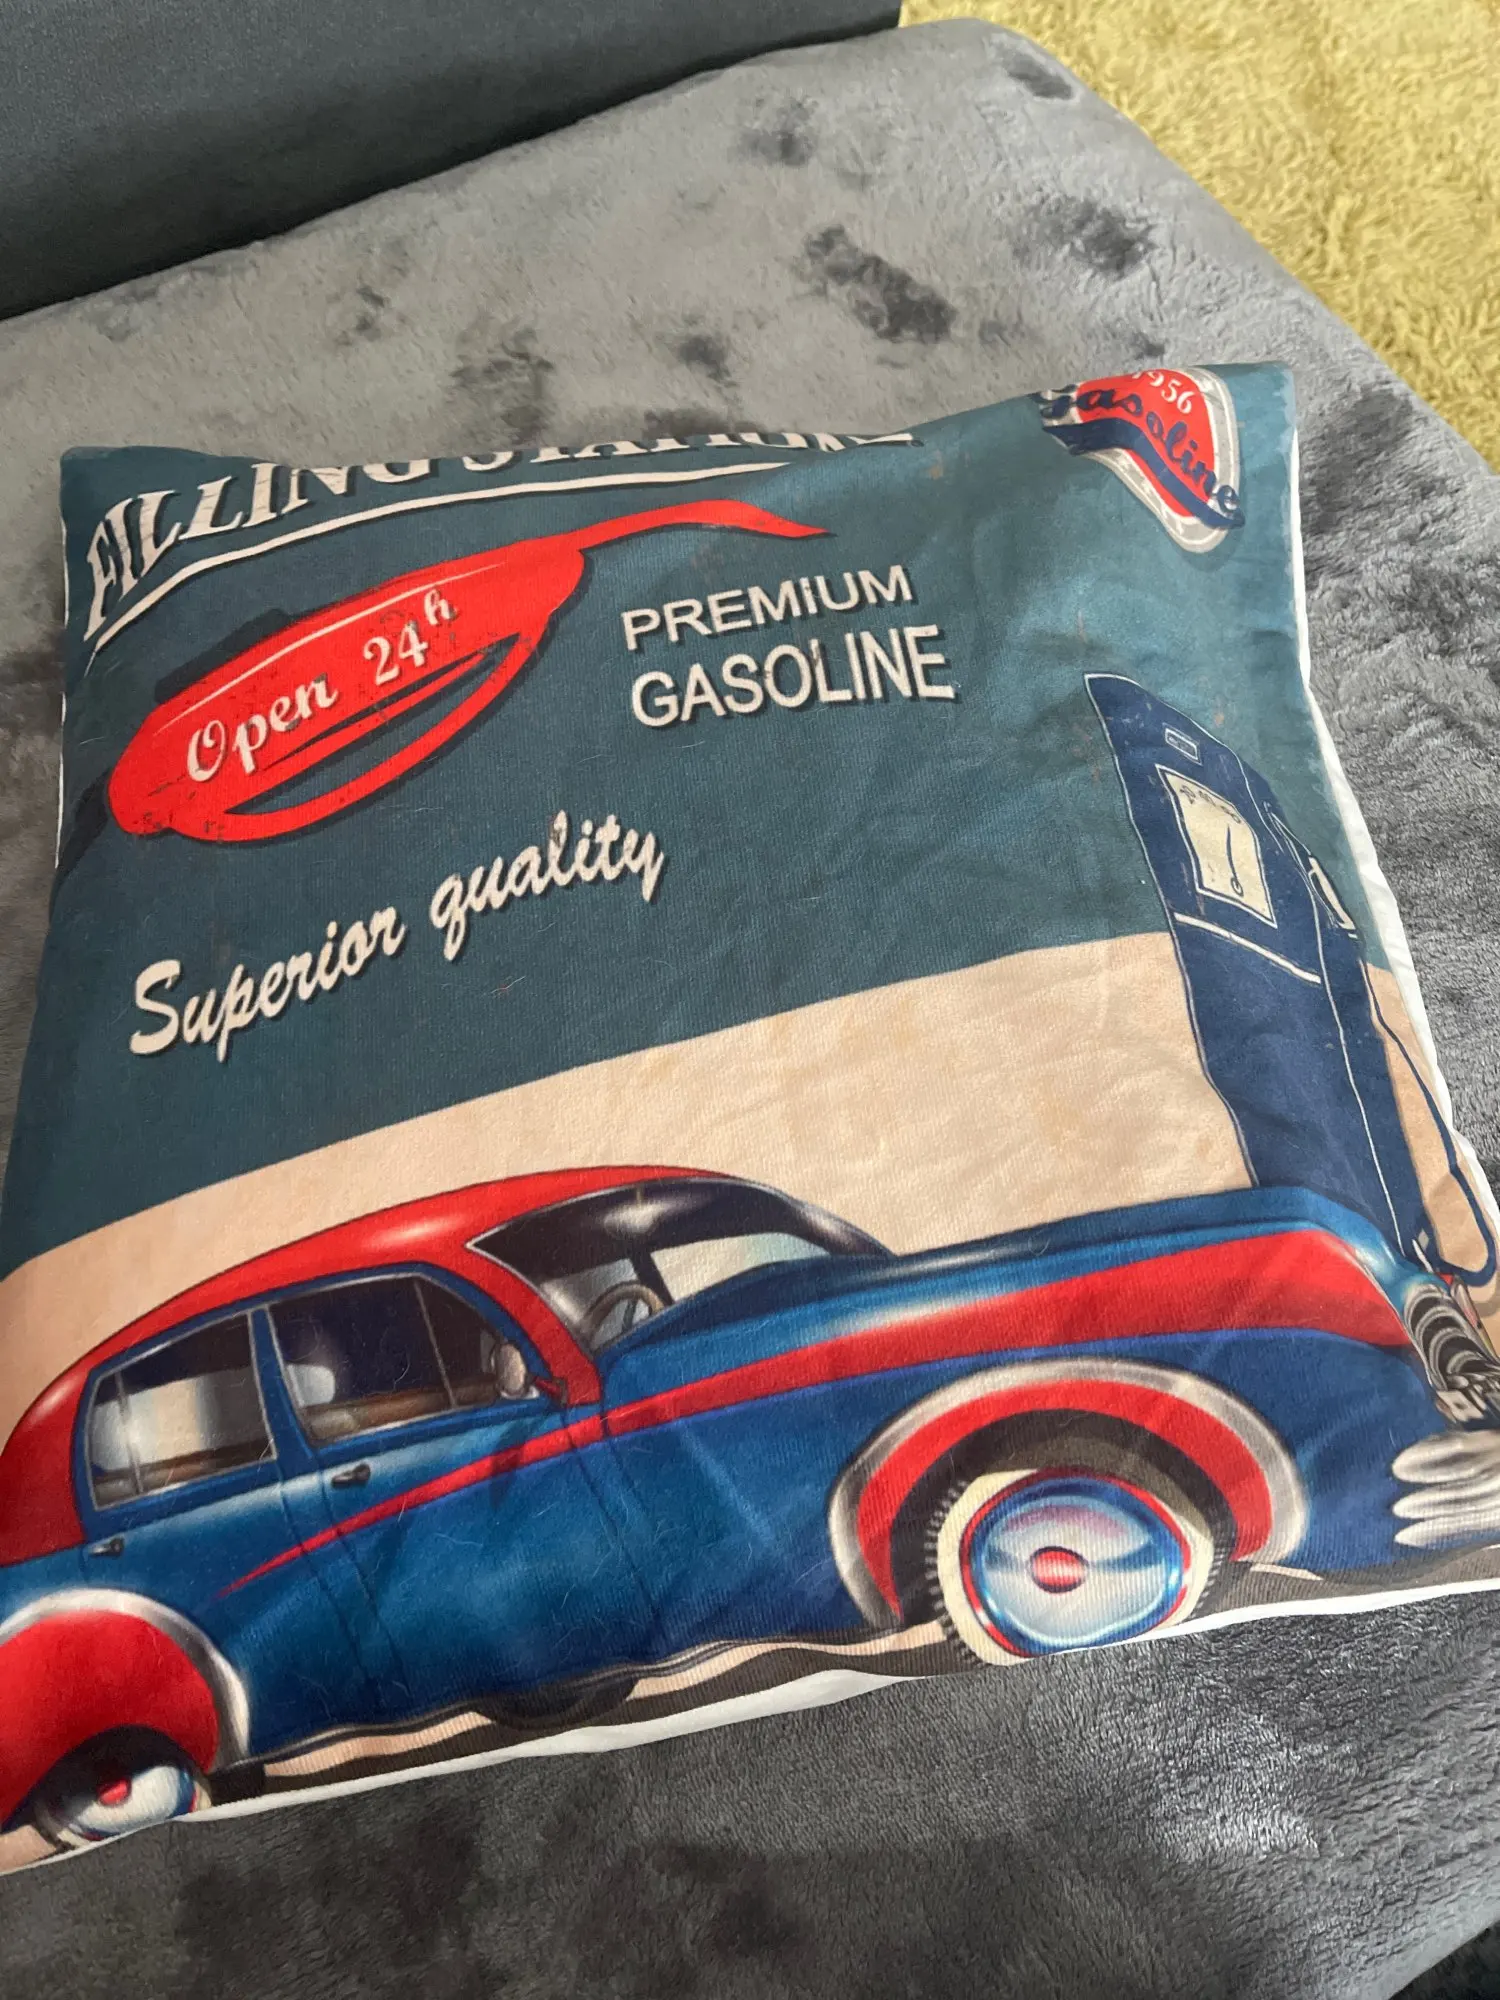 FILLING STATION
1956
Gasoline
Open 24h
PREMIUM
GASOLINE
Superior quality